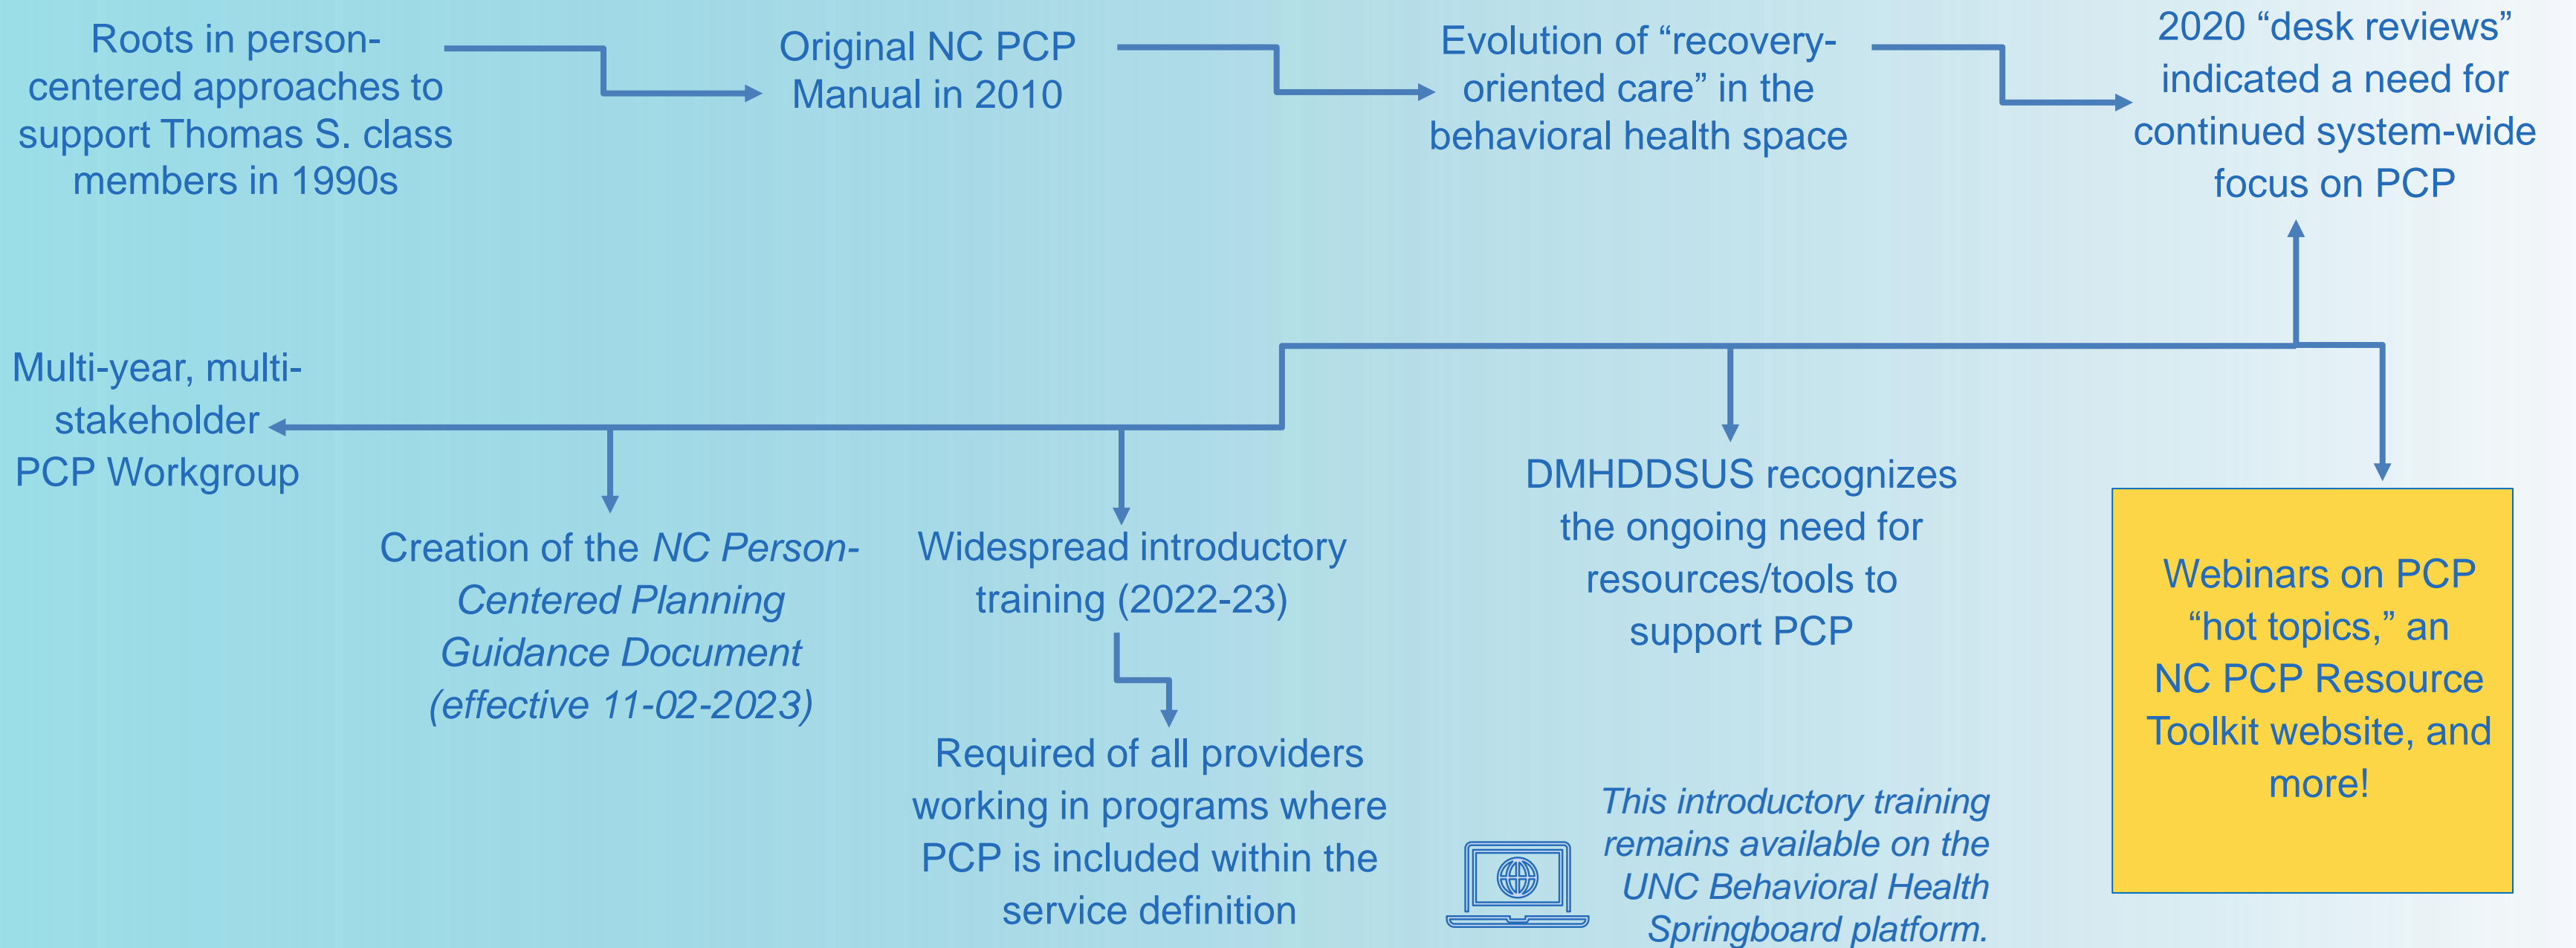 Roots in person-
centered approaches to
support Thomas S. class
members in 1990s
Original NC PCP
Manual in 2010
Evolution of “recovery-
oriented care” in the
behavioral health space
2020 “desk reviews”
indicated a need for
continued system-wide
focus on PCP
Multi-year, multi-
stakeholder
PCP Workgroup
Creation of the NC Person-
Centered Planning
Guidance Document
(effective 11-02-2023)
Widespread introductory
training (2022-23)
Required of all providers
working in programs where
PCP is included within the
service definition
DMHDDSUS recognizes
the ongoing need for
resources/tools to
support PCP
This introductory training
remains available on the
UNC Behavioral Health
Springboard platform.
Webinars on PCP
“hot topics,” an
NC PCP Resource
Toolkit website, and
more!